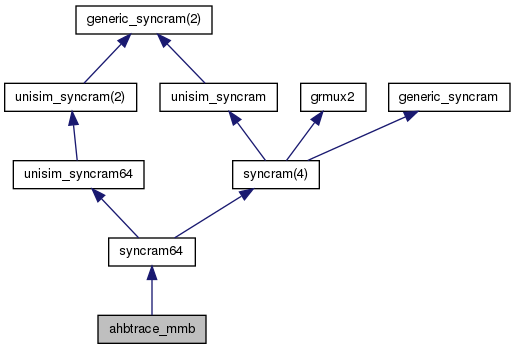 generic_syncram(2)
unisim_syncram(2)
unisim_syncram
grmux2
generic_syncram
unisim_syncram64
syncram(4)
syncram64
ahbtrace_mmb